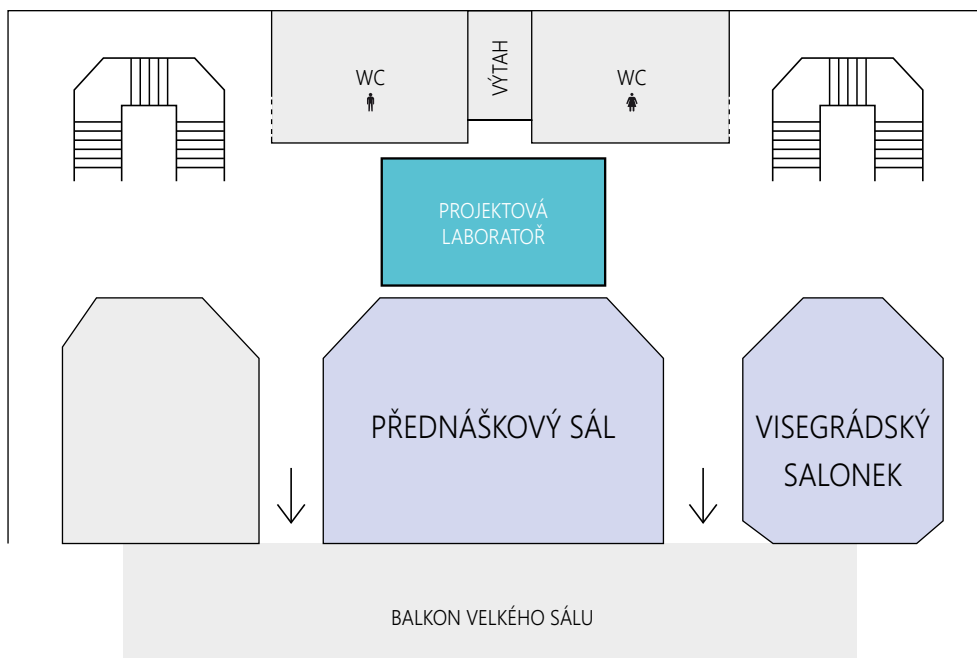 WC
VÝTAH
WC
PROJEKTOVÁ
LABORATOŘ
PŘEDNÁŠKOVÝ SÁL
VISEGRÁDSKÝ
SALONEK
BALKON VELKÉHO SÁLU